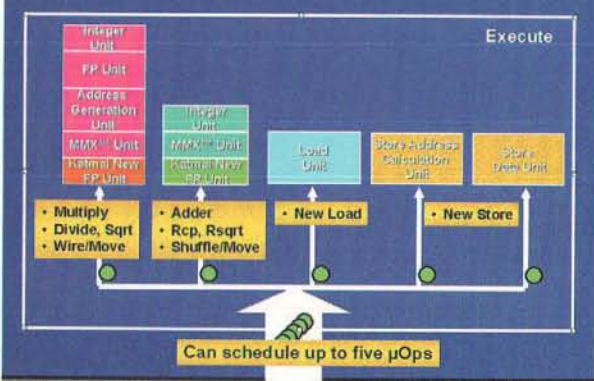 Execute
Integer
Unit
FP Unit
Address
Generation
Unit
MMX™ Unit
Katmai New
FP Unit
Integer
Unit
MMX™ Unit
Katmai New
FP Unit
Load
Unit
Store Address
Calculation
Unit
Store
Data Unit
• Multiply
• Divide, Sqrt
• Wire/Move
• Adder
• Rcp, Rsqrt
• Shuffle/Move
• New Load
• New Store
Can schedule up to five µOps